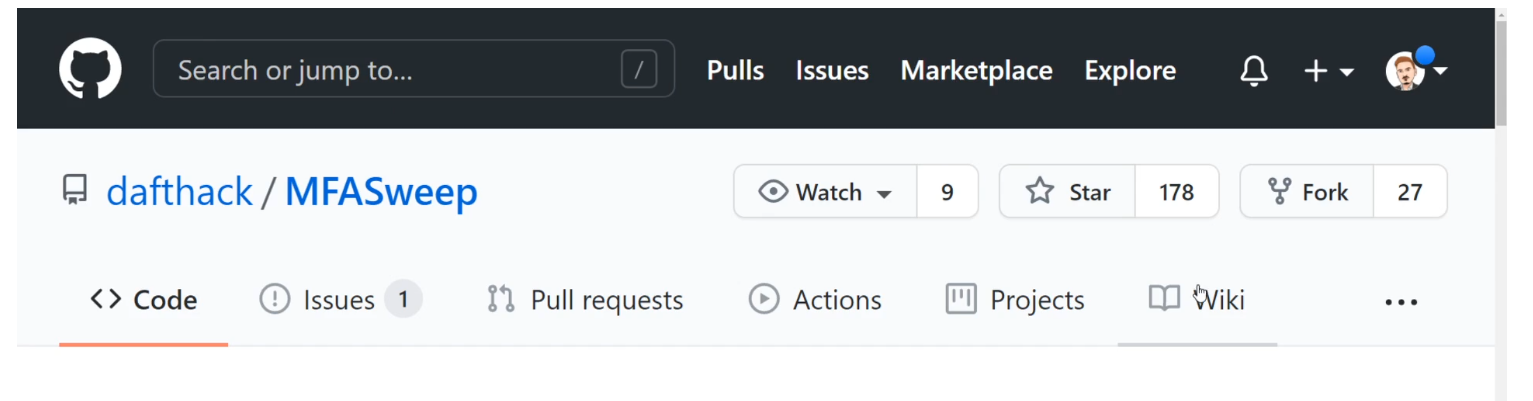 Search or jump to... / Pulls Issues Marketplace Explore
dafthack / MFASweep Watch 9 Star 178 Fork 27
<> Code Issues 1 Pull requests Actions Projects Wiki ...